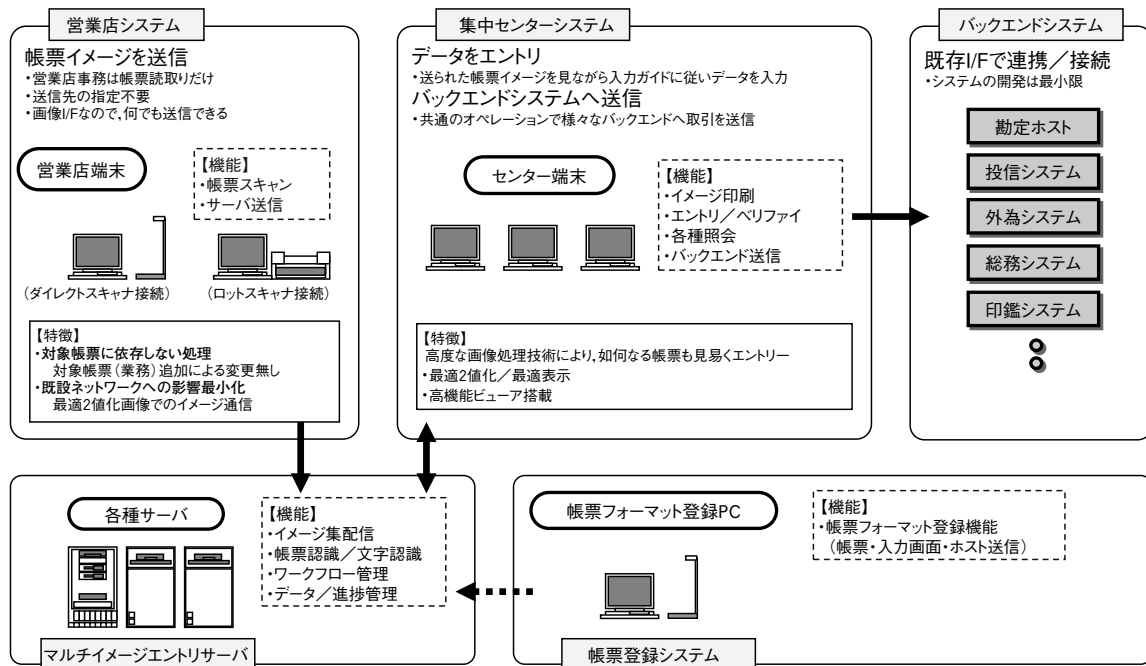 営業店システム
帳票イメージを送信
・営業店事務は帳票読取りだけ
・送信先の指定不要
・画像I/Fなので,何でも送信できる
営業店端末
【機能】
・帳票スキャン
・サーバ送信
（ダイレクトスキャナ接続）
（ロットスキャナ接続）
【特徴】
・対象帳票に依存しない処理
対象帳票（業務）追加による変更無し
・既設ネットワークへの影響最小化
最適2値化画像でのイメージ通信
集中センターシステム
データをエントリ
・送られた帳票イメージを見ながら入力ガイドに従いデータを入力
バックエンドシステムへ送信
・共通のオペレーションで様々なバックエンドへ取引を送信
センター端末
【機能】
・イメージ印刷
・エントリ／ベリファイ
・各種照会
・バックエンド送信
【特徴】
高度な画像処理技術により,如何なる帳票も見易くエントリー
・最適2値化／最適表示
・高機能ビューア搭載
バックエンドシステム
既存I/Fで連携／接続
・システムの開発は最小限
勘定ホスト
投信システム
外為システム
総務システム
印鑑システム
各種サーバ
【機能】
・イメージ集配信
・帳票認識／文字認識
・ワークフロー管理
・データ／進捗管理
マルチイメージエントリサーバ
帳票フォーマット登録PC
【機能】
・帳票フォーマット登録機能
（帳票・入力画面・ホスト送信）
帳票登録システム